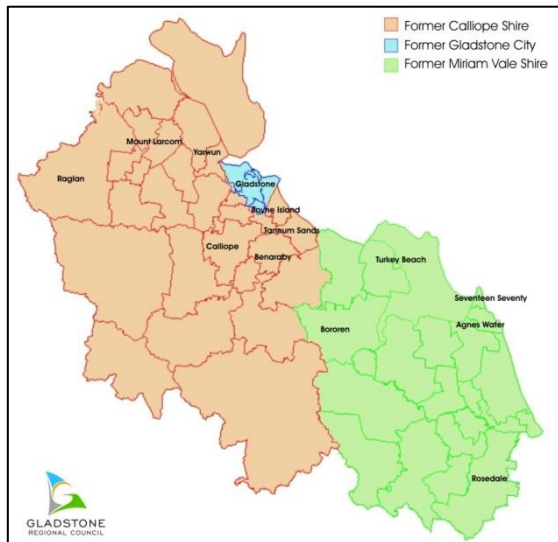 Former Calliope Shire
Former Gladstone City
Former Miriam Vale Shire
Mount Larcom
Yarwun
Raglan
Gladstone
Boyne Island
Tannum Sands
Calliope
Benaraby
Turkey Beach
Seventeen Seventy
Bororen
Agnes Water
Rosedale
GLADSTONE
REGIONAL COUNCIL